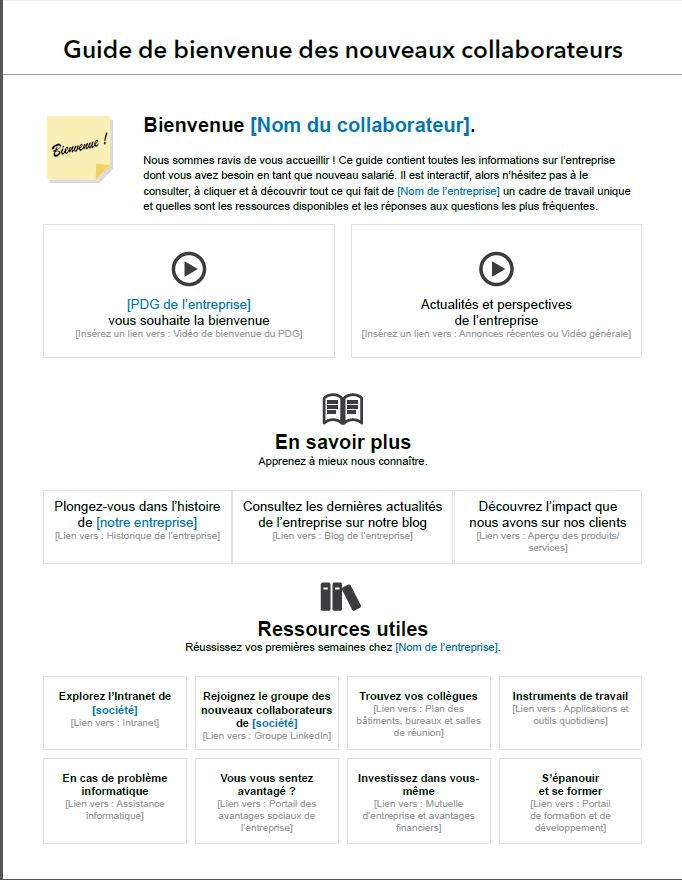 Guide de bienvenue des nouveaux collaborateurs
Bienvenue !
Bienvenue [Nom du collaborateur].
Nous sommes ravis de vous accueillir ! Ce guide contient toutes les informations sur l'entreprise
dont vous avez besoin en tant que nouveau salarié. Il est interactif, alors n'hésitez pas à le
consulter, à cliquer et à découvrir tout ce qui fait de [Nom de l'entreprise] un cadre de travail unique
et quelles sont les ressources disponibles et les réponses aux questions les plus fréquentes.
[PDG de l'entreprise]
vous souhaite la bienvenue
[Insérez un lien vers : Vidéo de bienvenue du PDG]
Actualités et perspectives
de l'entreprise
[Insérez un lien vers : Annonces récentes ou Vidéo générale]
En savoir plus
Apprenez à mieux nous connaître.
Plongez-vous dans l'histoire
de [notre entreprise]
[Lien vers : Historique de l'entreprise]
Consultez les dernières actualités
de l'entreprise sur notre blog
[Lien vers : Blog de l'entreprise]
Découvrez l'impact que
nous avons sur nos clients
[Lien vers : Aperçu des produits/
services]
Ressources utiles
Réussissez vos premières semaines chez [Nom de l'entreprise].
Explorez l'Intranet de
[société]
[Lien vers : Intranet]
Rejoignez le groupe des
nouveaux collaborateurs
de [société]
[Lien vers : Groupe LinkedIn]
Trouvez vos collègues
[Lien vers : Plan des
bâtiments, bureaux et salles
de réunion]
Instruments de travail
[Lien vers : Applications et
outils quotidiens]
En cas de problème
informatique
[Lien vers : Assistance
informatique]
Vous vous sentez
avantagé ?
[Lien vers : Portail des
avantages sociaux de
l'entreprise]
Investissez dans vous-
même
[Lien vers : Mutuelle
d'entreprise et avantages
financiers]
S'épanouir
et se former
[Lien vers : Portail
de formation et de
développement]